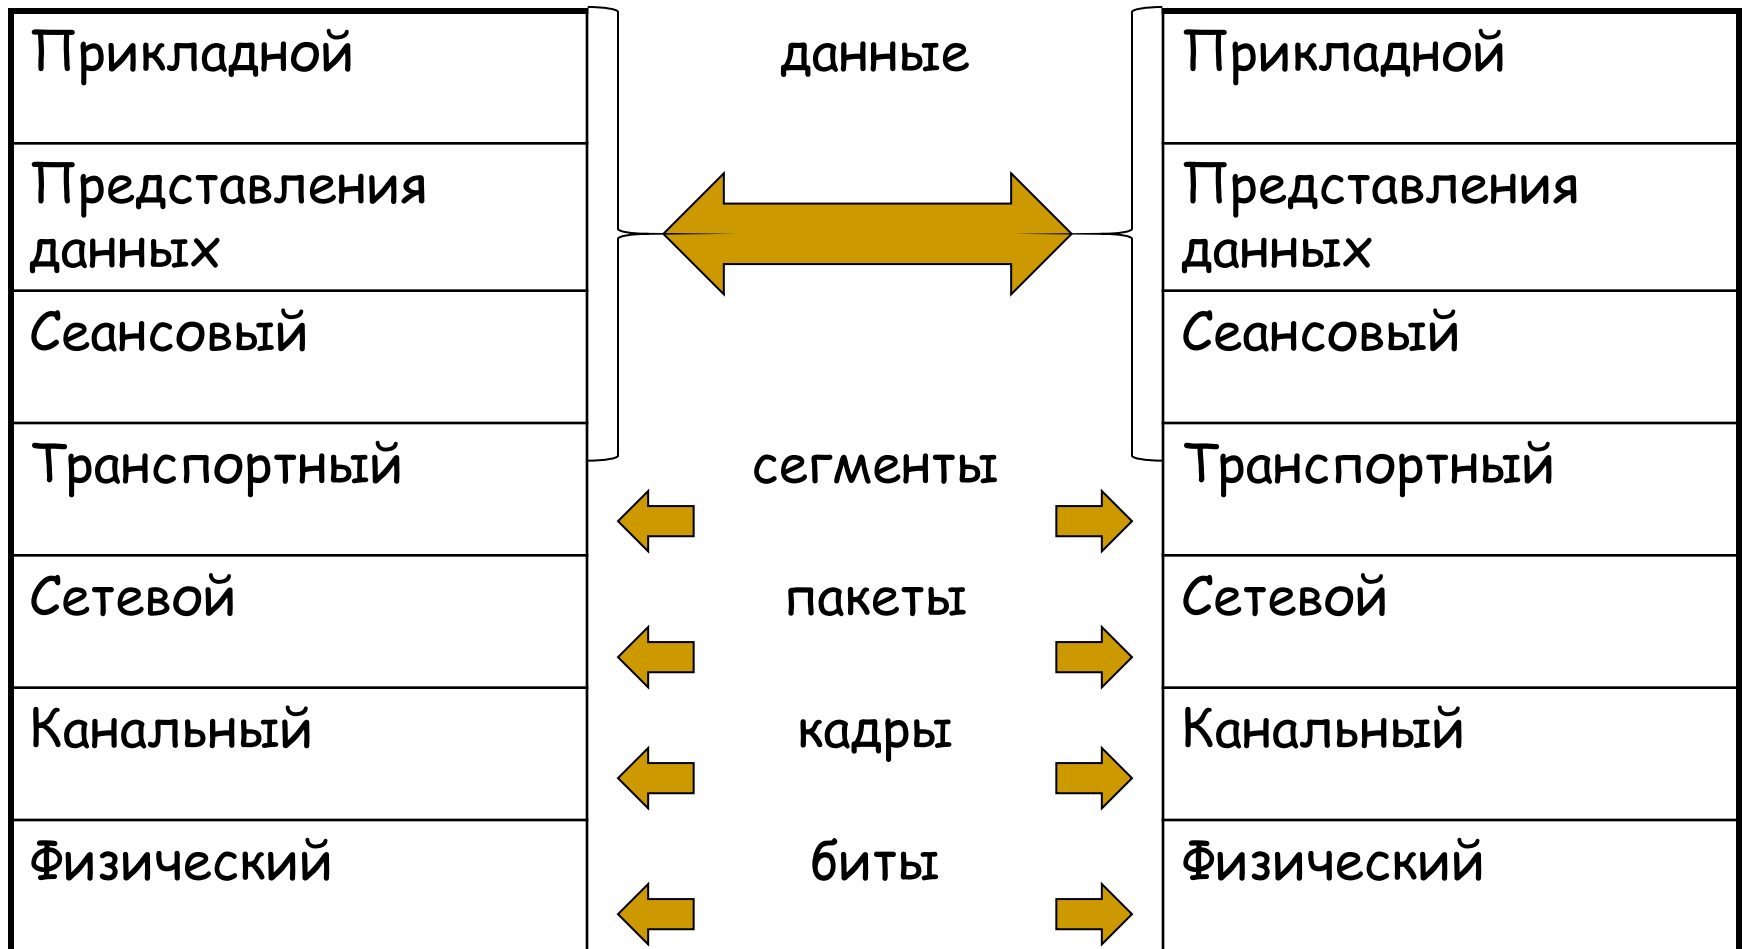 Прикладной
данные
Прикладной
Представления
данных
Представления
данных
Сеансовый
Сеансовый
Транспортный
сегменты
Транспортный
Сетевой
пакеты
Сетевой
Канальный
кадры
Канальный
Физический
биты
Физический